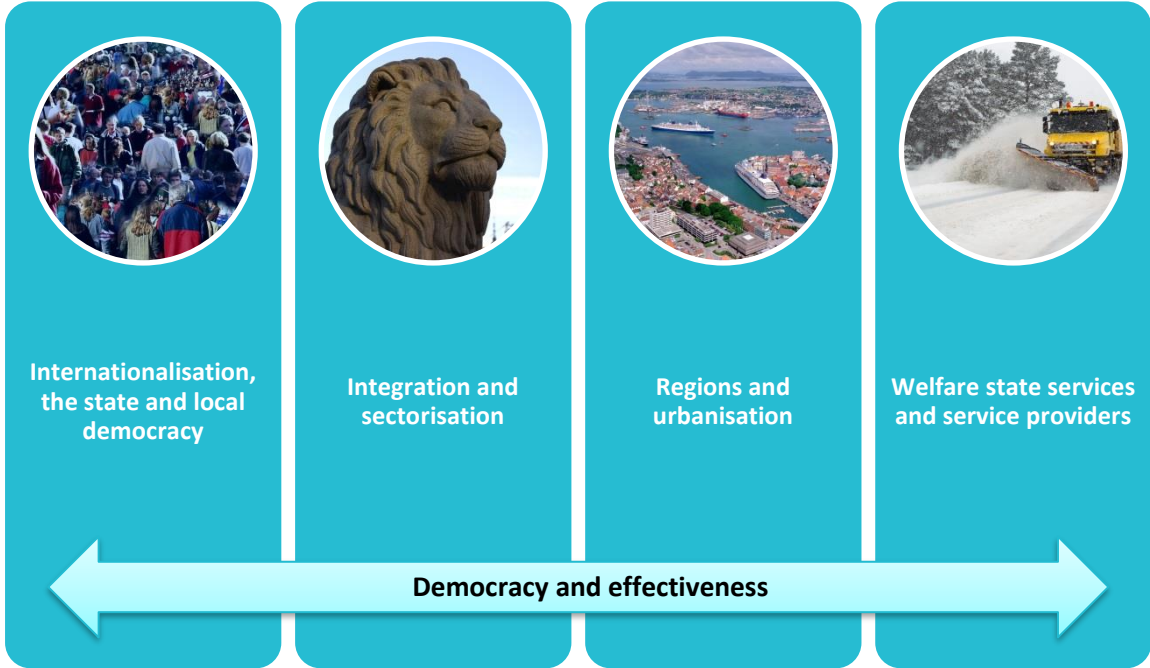 Internationalisation,
the state and local
democracy
Integration and
sectorisation
Regions and
urbanisation
Welfare state services
and service providers
Democracy and effectiveness